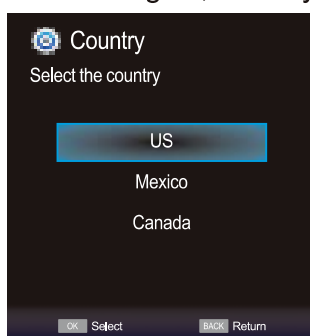 Country
Select the country
US
Mexico
Canada
OK Select BACK Return